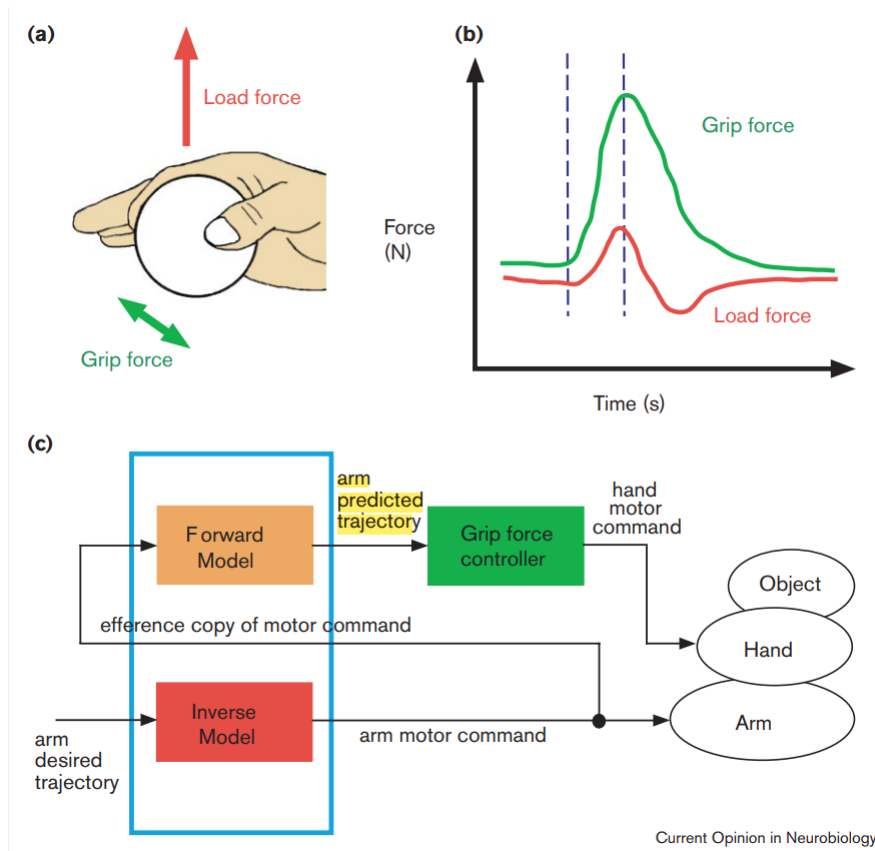 (a)
Load force
Grip force
(b)
Force
(N)
Grip force
Load force
Time (s)
(c)
Forward
Model
arm
predicted
trajectory
Grip force
controller
hand
motor
command
Object
Hand
Arm
efference copy of motor command
Inverse
Model
arm
desired
trajectory
arm motor command
Current Opinion in Neurobiology